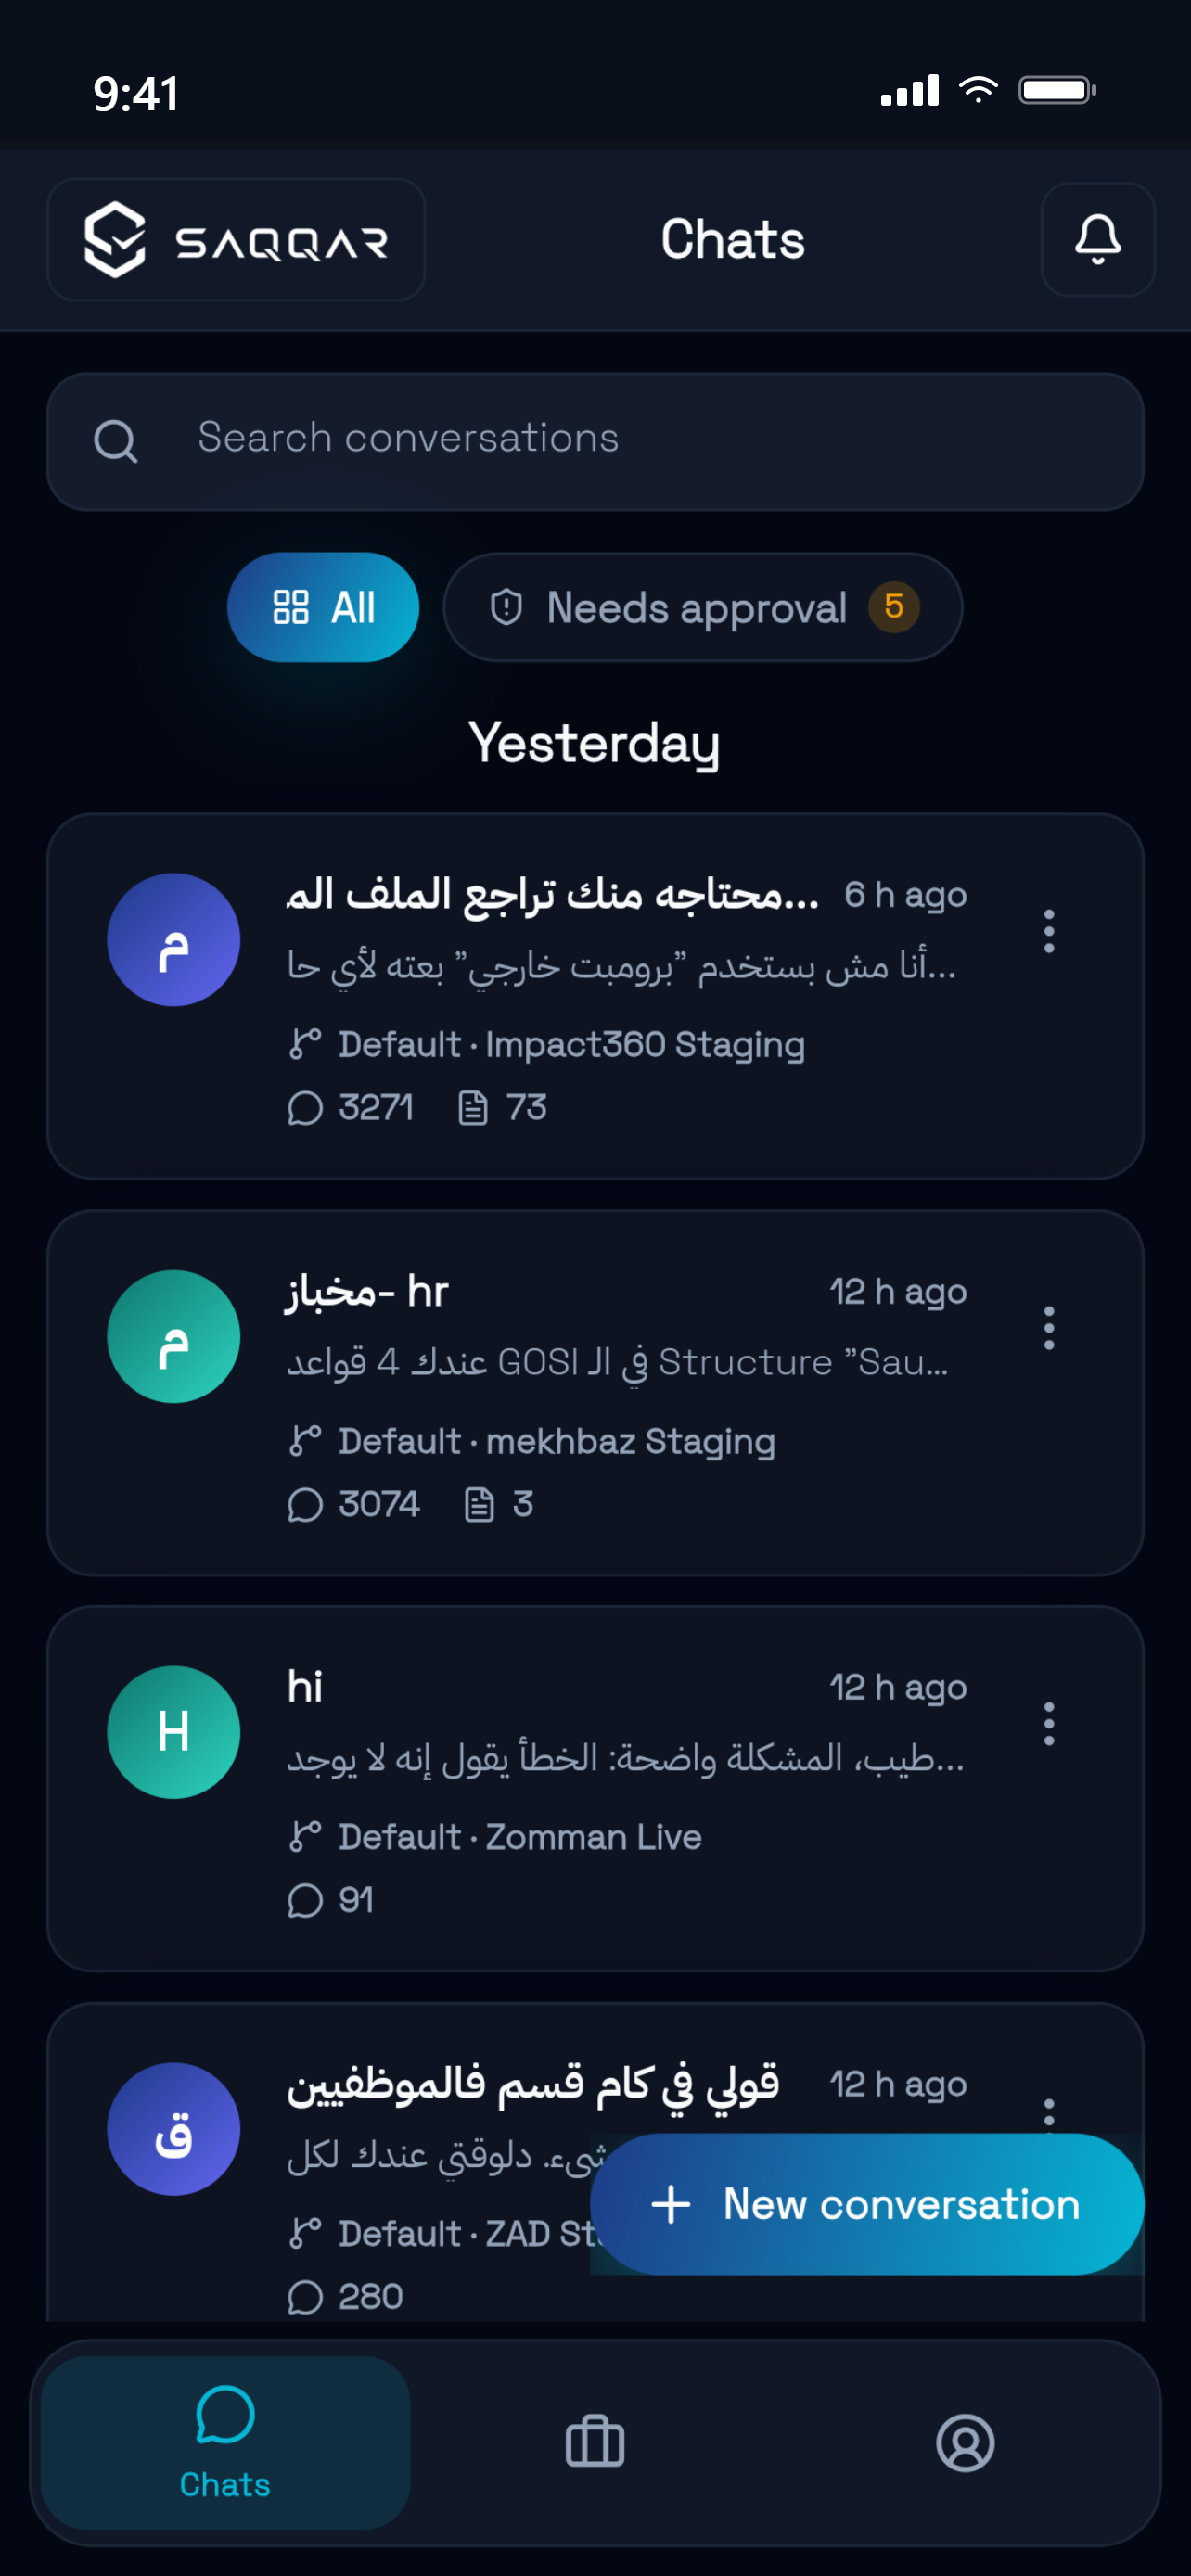 9:41
SAQQAR
Chats
Search conversations
All
Needs approval 5
Yesterday
م
محتاجه منك تراجع الملف الم...
6 h ago
أنا مش بستخدم "برومبت خارجي" بعته لأي حا...
Default · Impact360 Staging
3271 73
م
مخباز- hr
12 h ago
عندك 4 قواعد GOSI في الـ Structure "Sau...
Default · mekhbaz Staging
3074 3
H
hi
12 h ago
طيب، المشكلة واضحة: الخطأ يقول إنه لا يوجد...
Default · Zomman Live
91
ق
قولي في كام قسم فالموظفيين
12 h ago
شيء. دلوقتي عندك لكل
Default · ZAD
280
New conversation
Chats